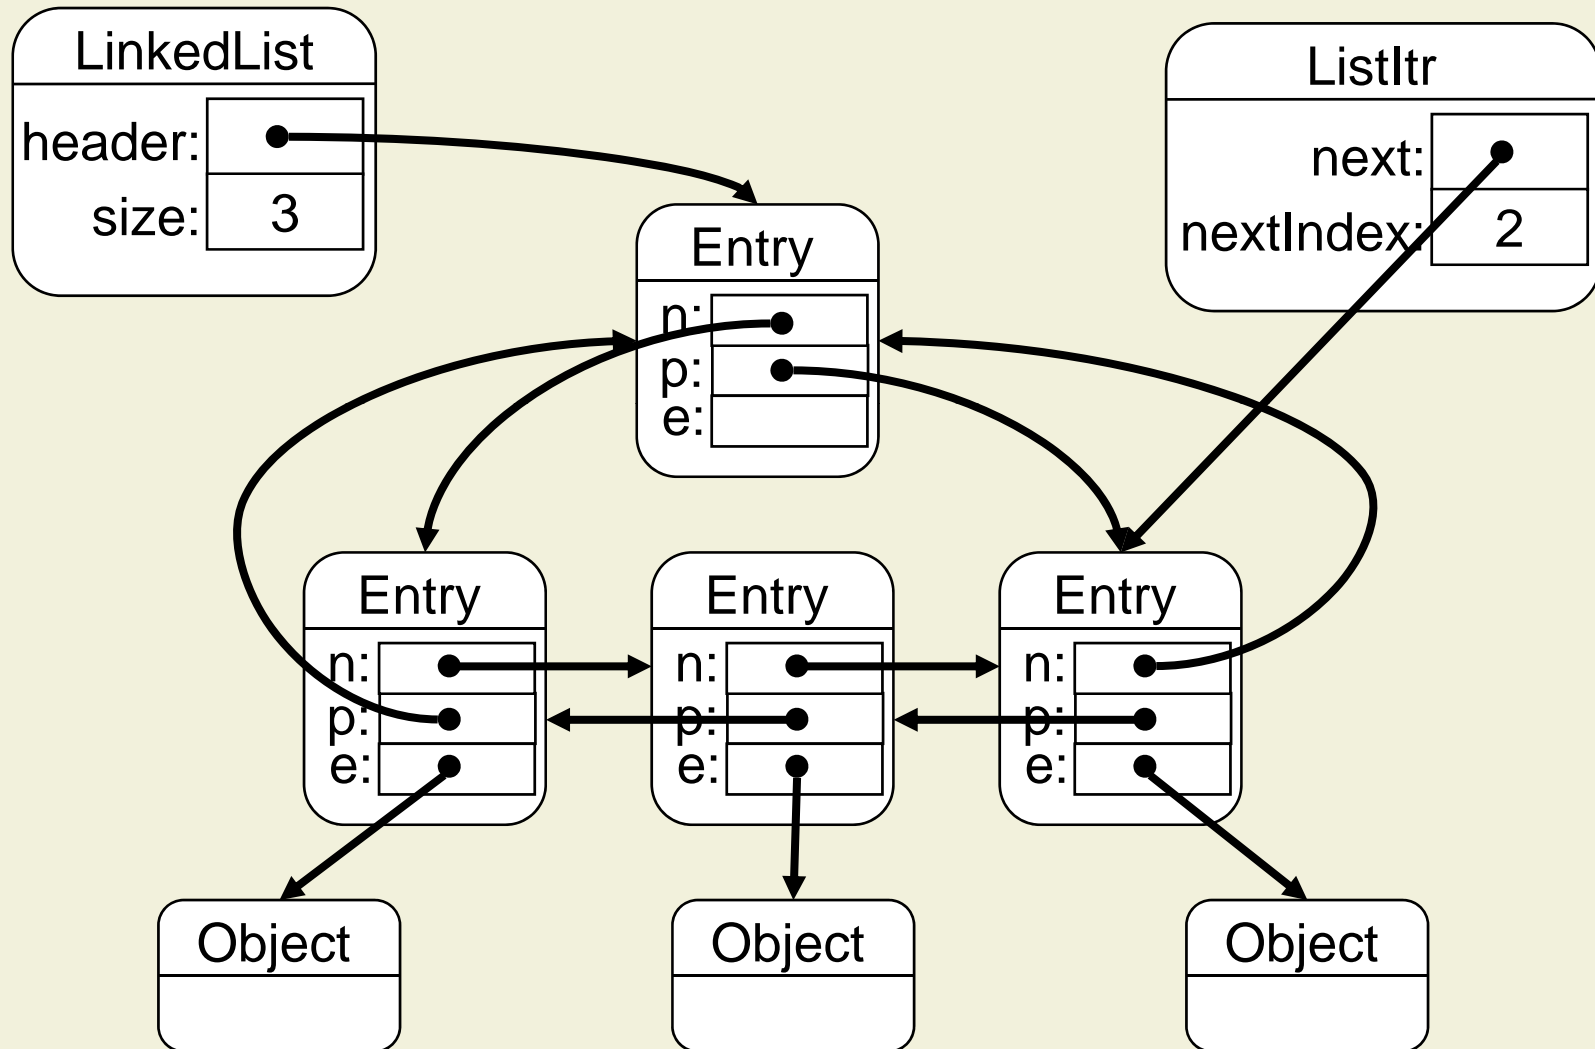 LinkedList
header:
size: 3
ListItr
next:
nextIndex: 2
Entry
n:
p:
e:
Entry
n:
p:
e:
Entry
n:
p:
e:
Entry
n:
p:
e:
Object
Object
Object